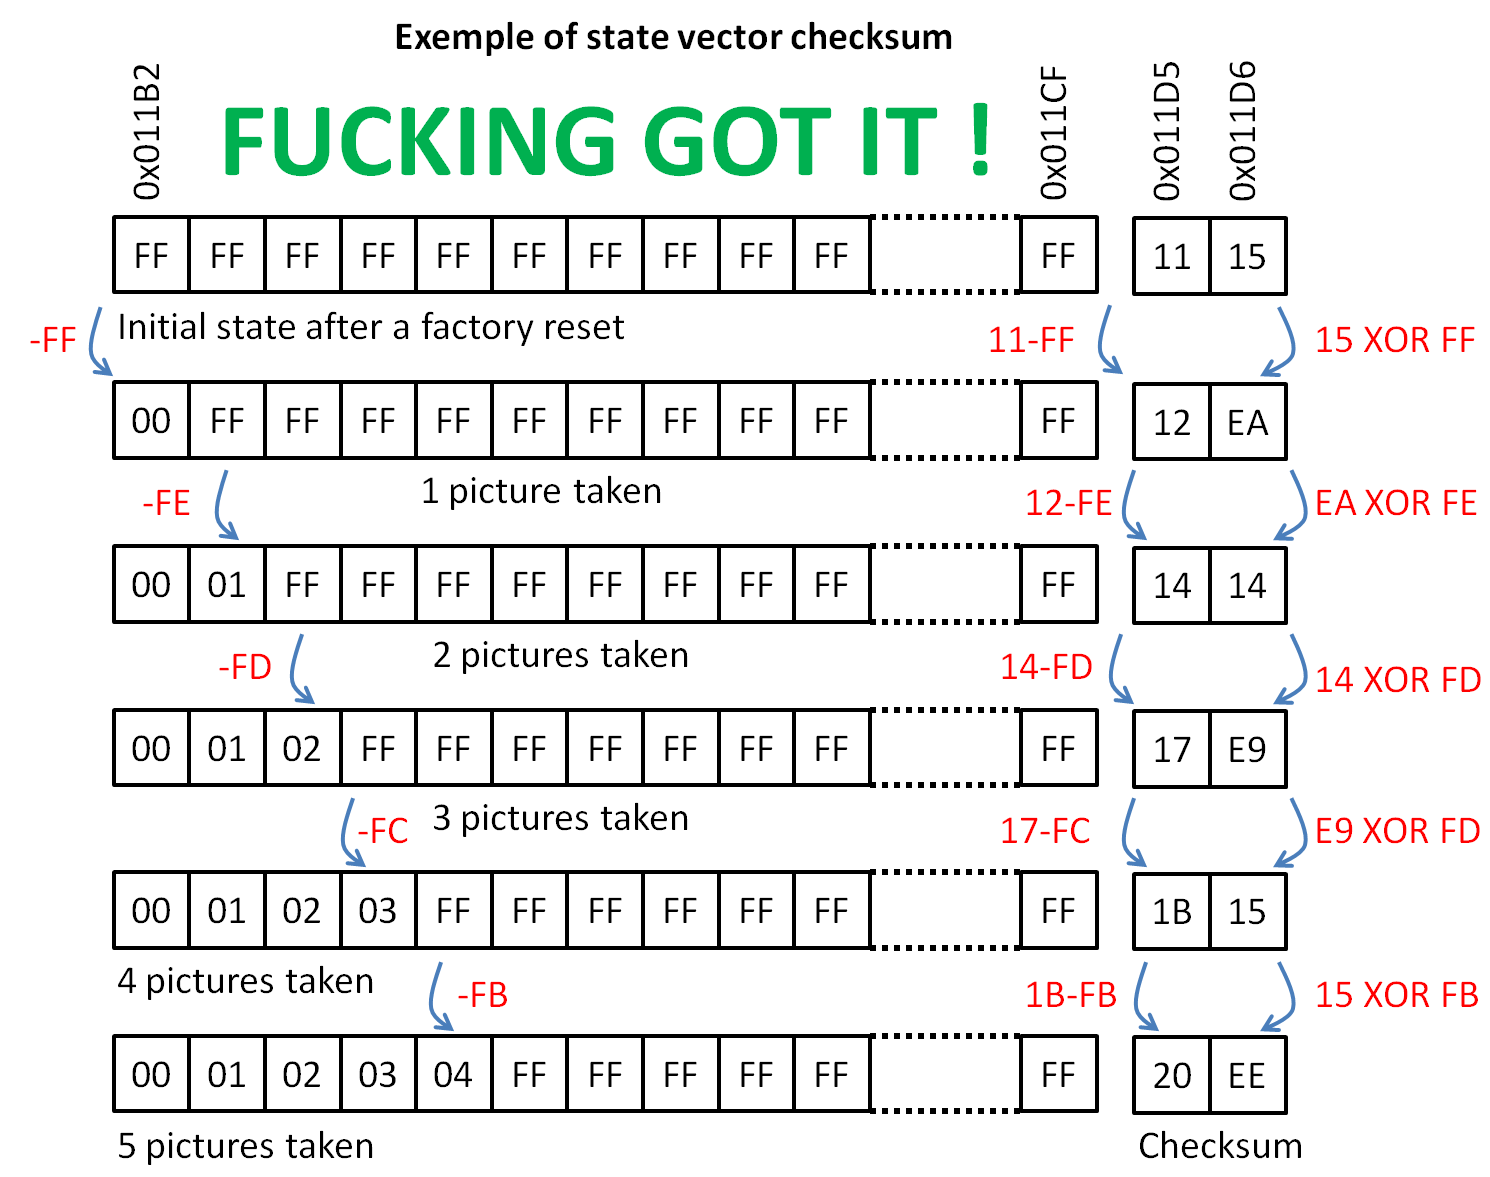 Exemple of state vector checksum
0x011B2
FUCKING GOT IT !
0x011CF
0x011D5
0x011D6
FF FF FF FF FF FF FF FF FF FF FF 11 15
-FF Initial state after a factory reset 11-FF 15 XOR FF
00 FF FF FF FF FF FF FF FF FF FF 12 EA
-FE 1 picture taken 12-FE EA XOR FE
00 01 FF FF FF FF FF FF FF FF FF 14 14
-FD 2 pictures taken 14-FD 14 XOR FD
00 01 02 FF FF FF FF FF FF FF FF 17 E9
-FC 3 pictures taken 17-FC E9 XOR FD
00 01 02 03 FF FF FF FF FF FF FF 1B 15
4 pictures taken -FB 1B-FB 15 XOR FB
00 01 02 03 04 FF FF FF FF FF FF 20 EE
5 pictures taken Checksum